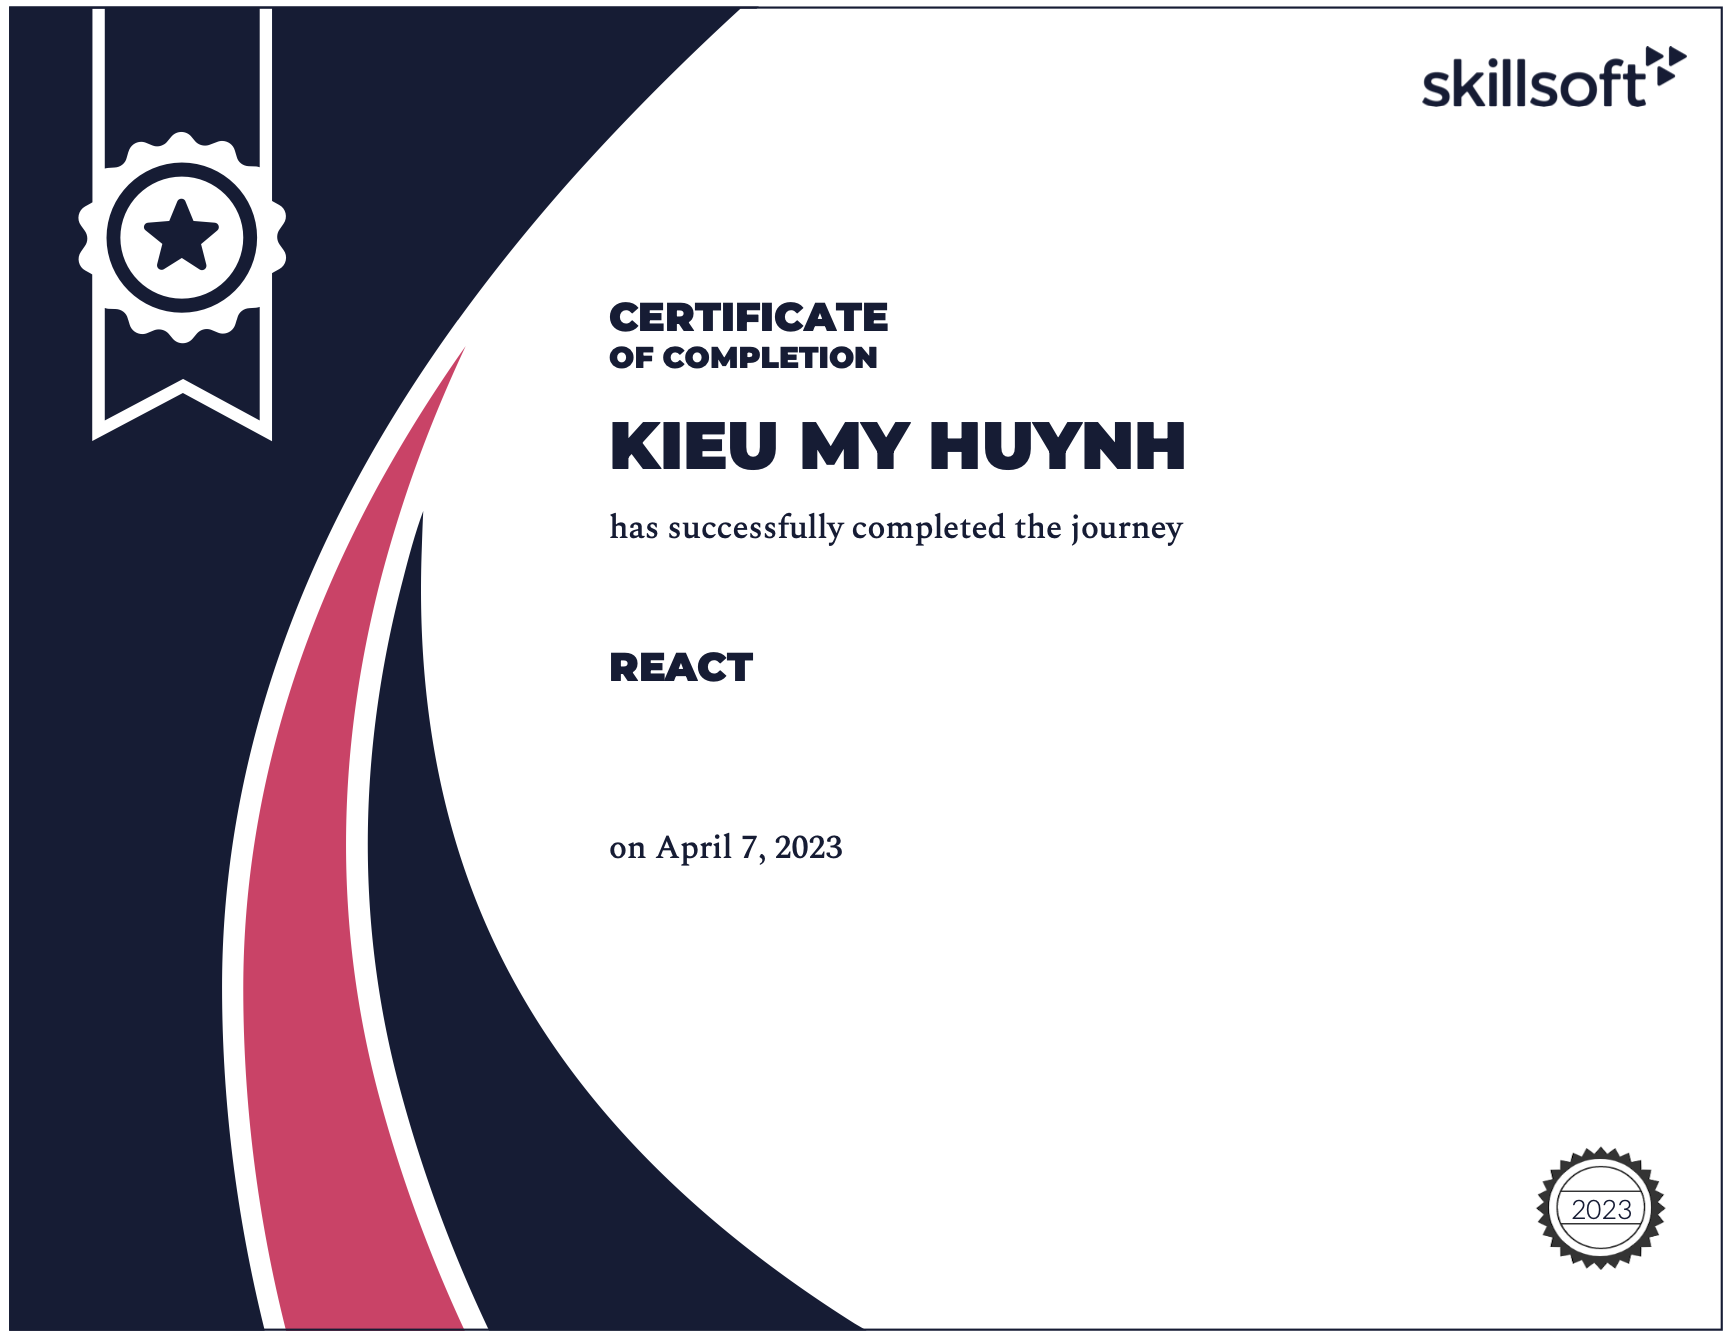 skillsoft
CERTIFICATE
OF COMPLETION
KIEU MY HUYNH
has successfully completed the journey
REACT
on April 7, 2023
2023